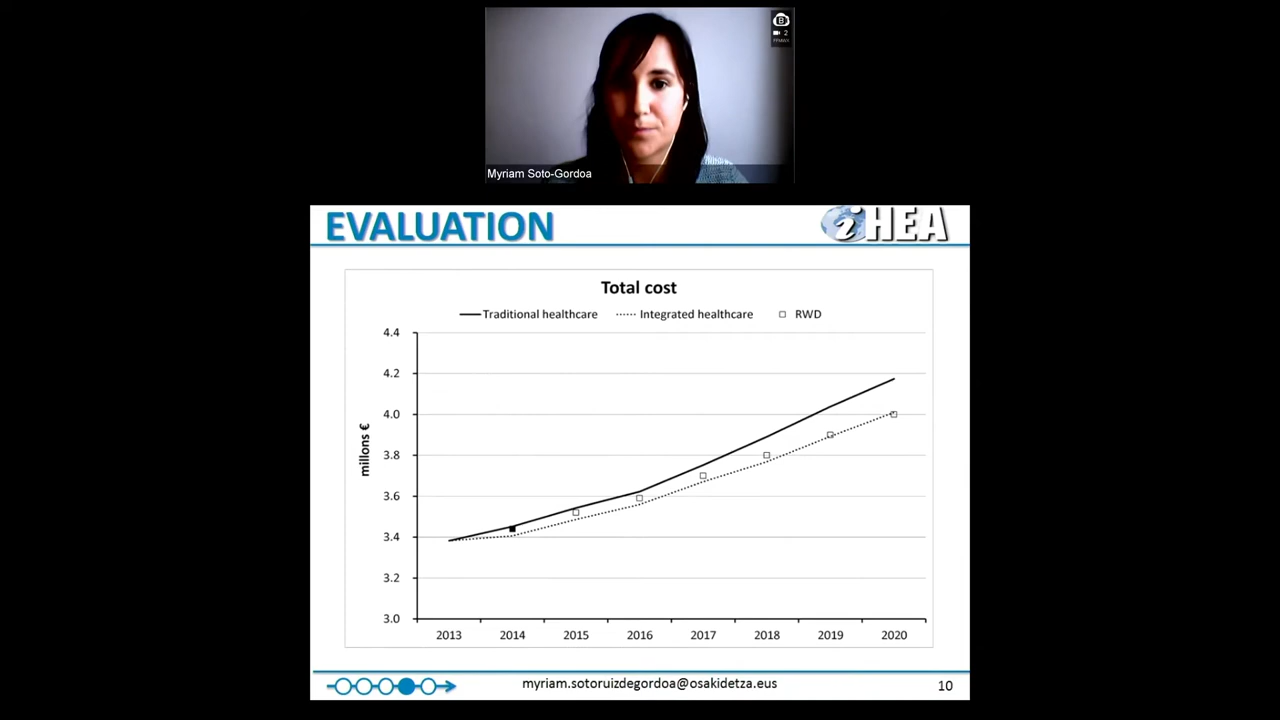 B
2
Myriam Soto-Gordoa
EVALUATION
iHEA
Total cost
Traditional healthcare Integrated healthcare RWD
4.4
4.2
4.0
3.8
3.6
3.4
3.2
3.0
millons €
2013 2014 2015 2016 2017 2018 2019 2020
myriam.sotoruizdegordoa@osakidetza.eus
10